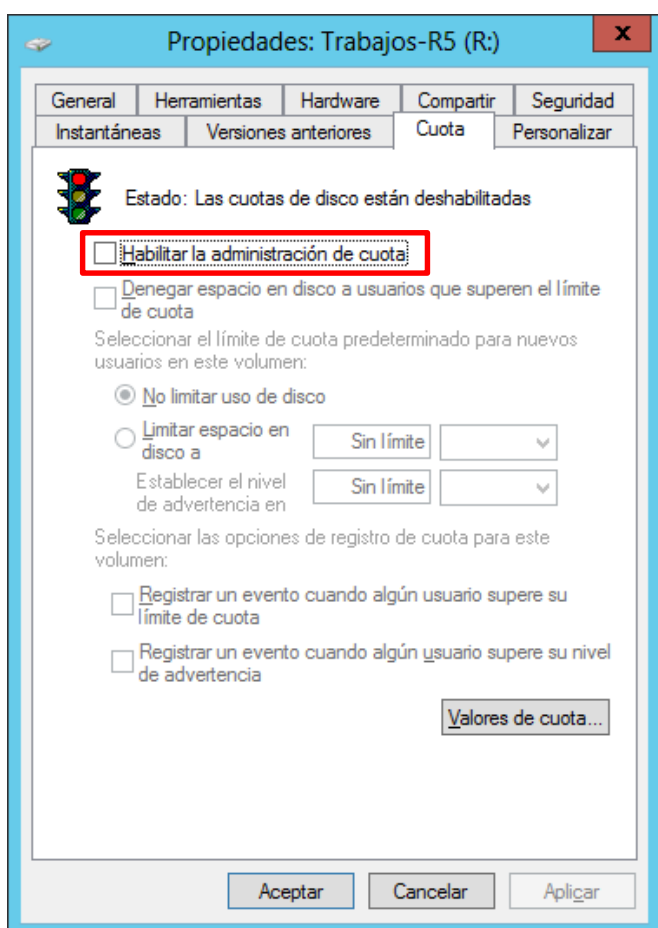 Propiedades: Trabajos-R5 (R:)
x
General Herramientas Hardware Compartir Seguridad
Instantáneas Versiones anteriores Cuota Personalizar
Estado: Las cuotas de disco están deshabilitadas
Habilitar la administración de cuota
Denegar espacio en disco a usuarios que superen el límite
de cuota
Seleccionar el límite de cuota predeterminado para nuevos
usuarios en este volumen:
No limitar uso de disco
Limitar espacio en
disco a
Sin límite
Establecer el nivel
de advertencia en
Sin límite
Seleccionar las opciones de registro de cuota para este
volumen:
Registrar un evento cuando algún usuario supere su
límite de cuota
Registrar un evento cuando algún usuario supere su nivel
de advertencia
Valores de cuota...
Aceptar Cancelar Aplicar